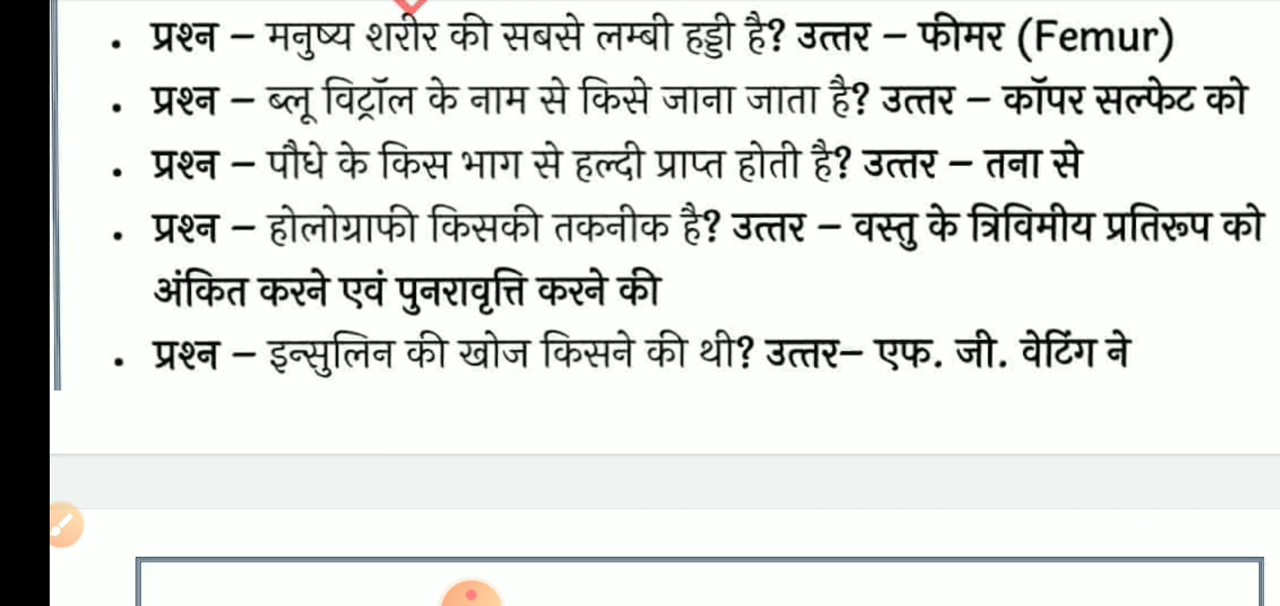 • प्रश्न – मनुष्य शरीर की सबसे लम्बी हड्डी है? उत्तर – फीमर (Femur)
• प्रश्न – ब्लू विट्रॉल के नाम से किसे जाना जाता है? उत्तर – कॉपर सल्फेट को
• प्रश्न – पौधे के किस भाग से हल्दी प्राप्त होती है? उत्तर – तना से
• प्रश्न – होलोग्राफी किसकी तकनीक है? उत्तर – वस्तु के त्रिविमीय प्रतिरूप को
अंकित करने एवं पुनरावृत्ति करने की
• प्रश्न – इन्सुलिन की खोज किसने की थी? उत्तर– एफ. जी. वेटिंग ने